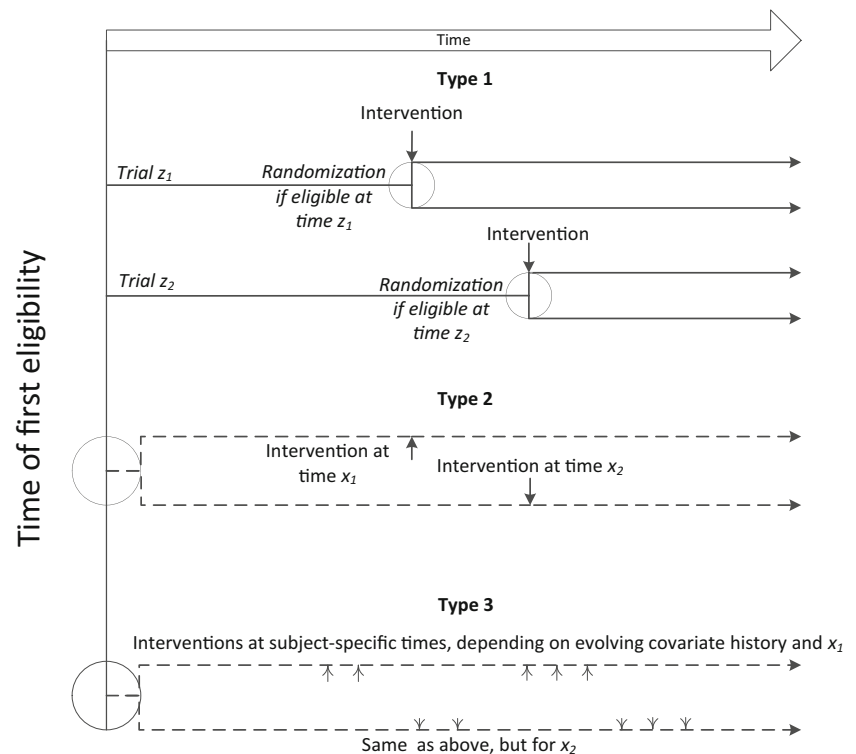 Time
Type 1
Intervention
Trial z₁
Randomization
if eligible at
time z₁
Intervention
Trial z₂
Randomization
if eligible at
time z₂
Time of first eligibility
Type 2
Intervention at
time x₁
Intervention at time x₂
Type 3
Interventions at subject-specific times, depending on evolving covariate history and x₁
Same as above, but for x₂